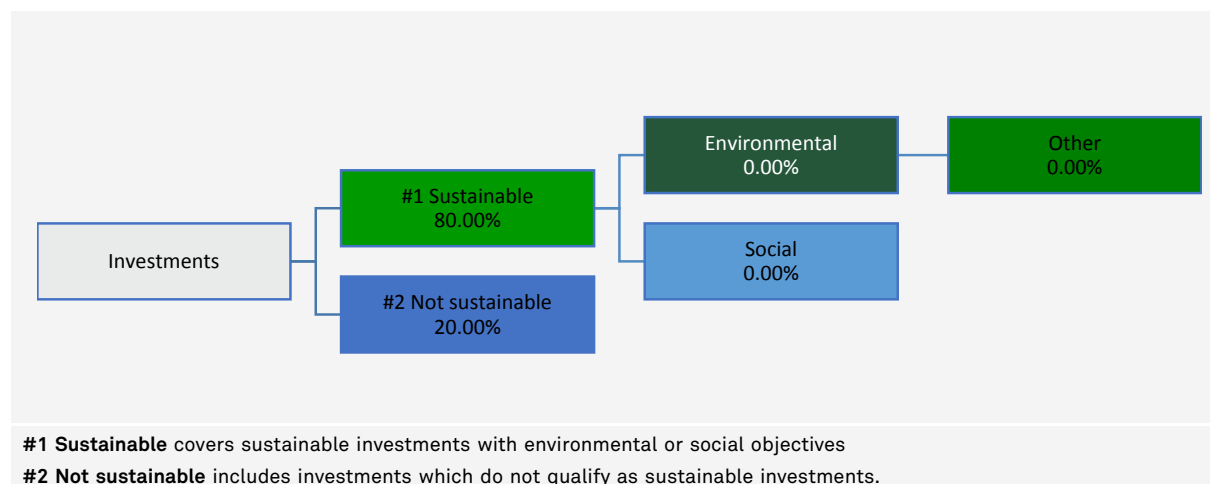 Environmental
0.00%
Other
0.00%
#1 Sustainable
80.00%
Investments
Social
0.00%
#2 Not sustainable
20.00%
#1 Sustainable covers sustainable investments with environmental or social objectives
#2 Not sustainable includes investments which do not qualify as sustainable investments.